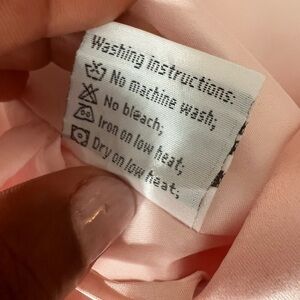 Washing instructions:
No machine wash;
No bleach;
Iron on low heat;
Dry on low heat;